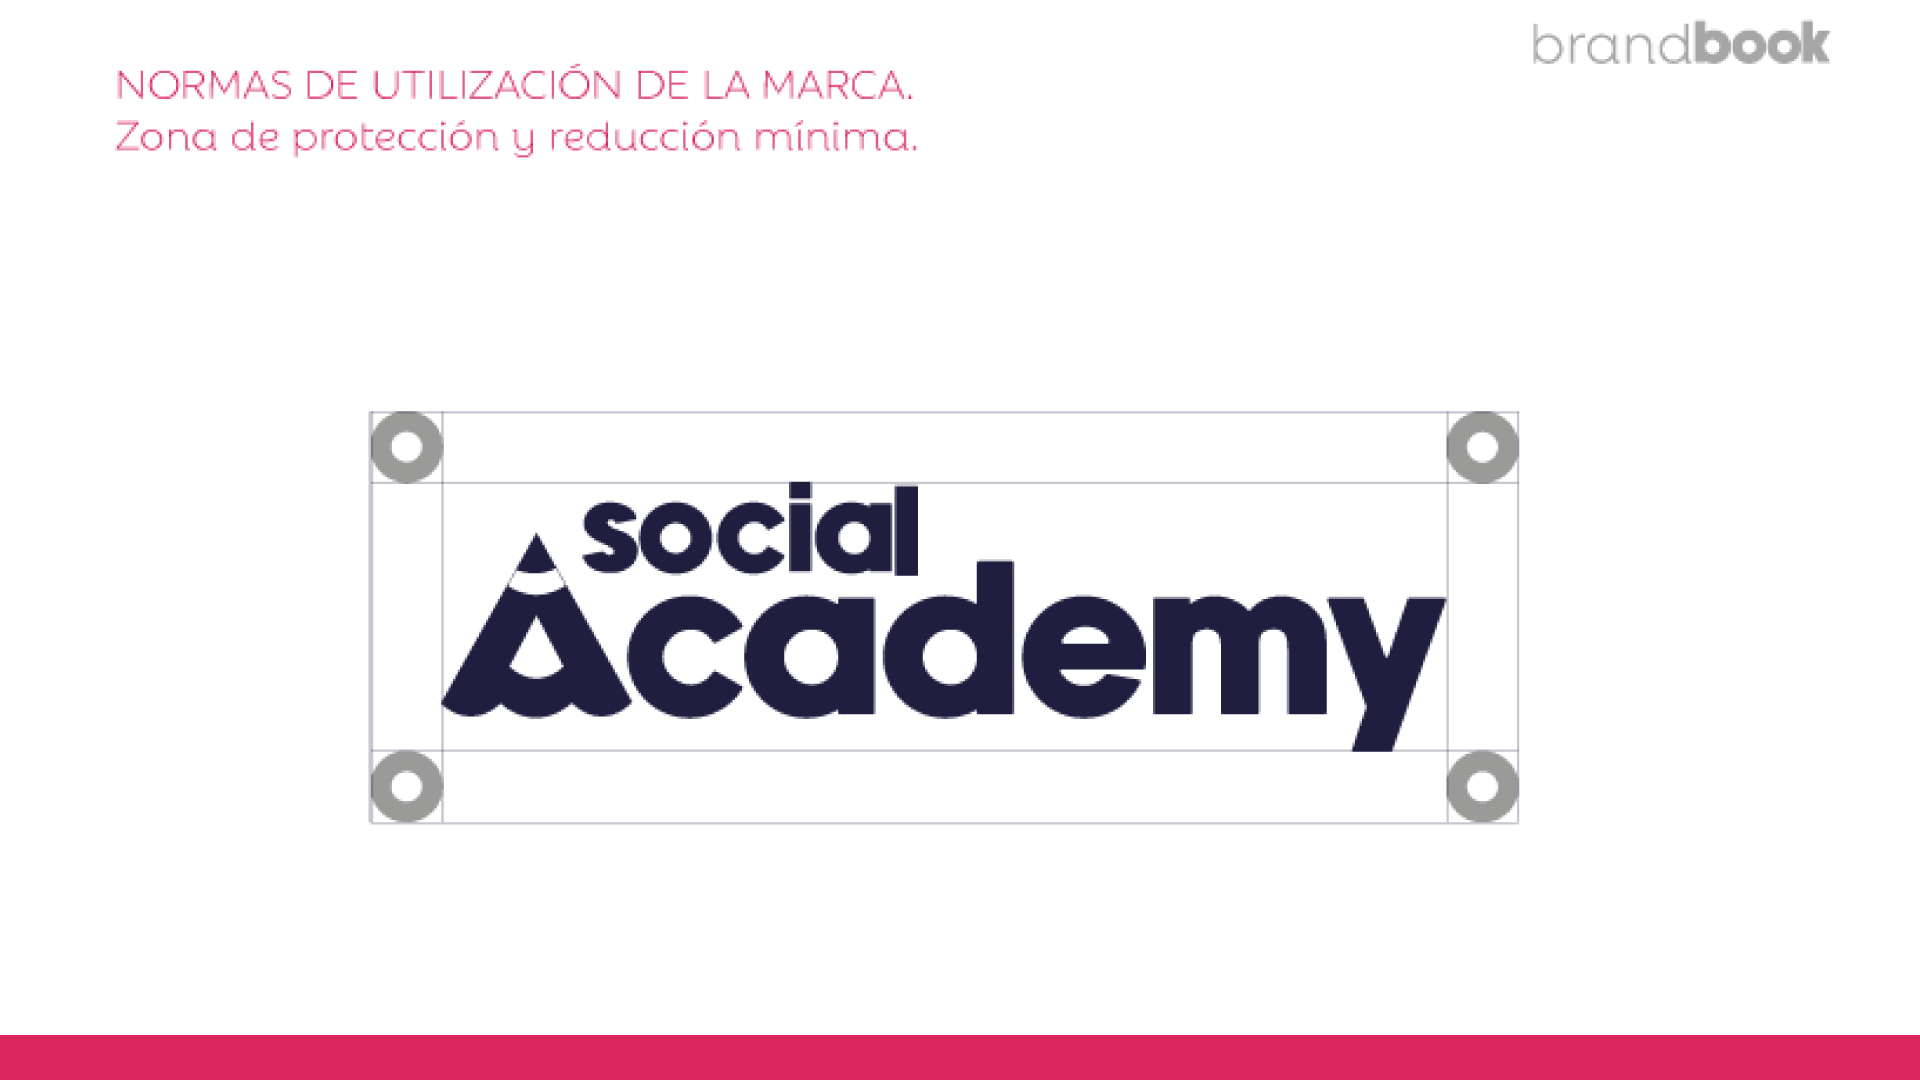 brandbook
NORMAS DE UTILIZACIÓN DE LA MARCA.
Zona de protección y reducción mínima.
social
Academy